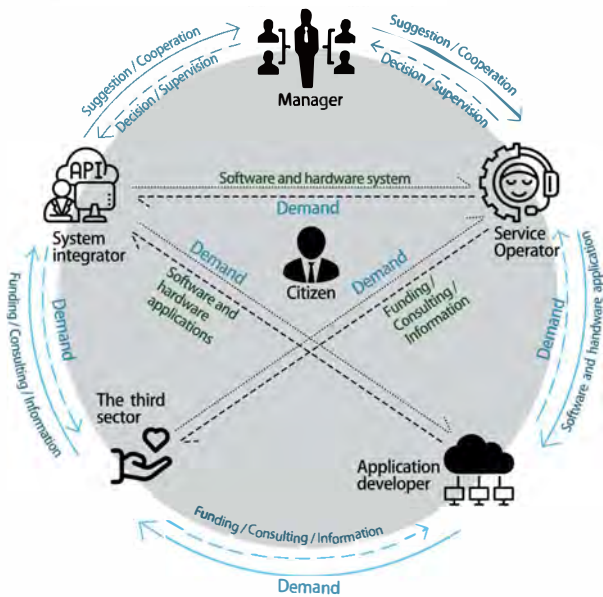 Suggestion / Cooperation
Decision / Supervision
Manager
Suggestion / Cooperation
Decision / Supervision
API
System
integrator
Software and hardware system
Demand
Service
Operator
Citizen
Demand
Software and
hardware
applications
Demand
Funding /
Consulting /
Information
Funding / Consulting / Information
Demand
Demand
Software and hardware application
The third
sector
Application
developer
Funding / Consulting / Information
Demand